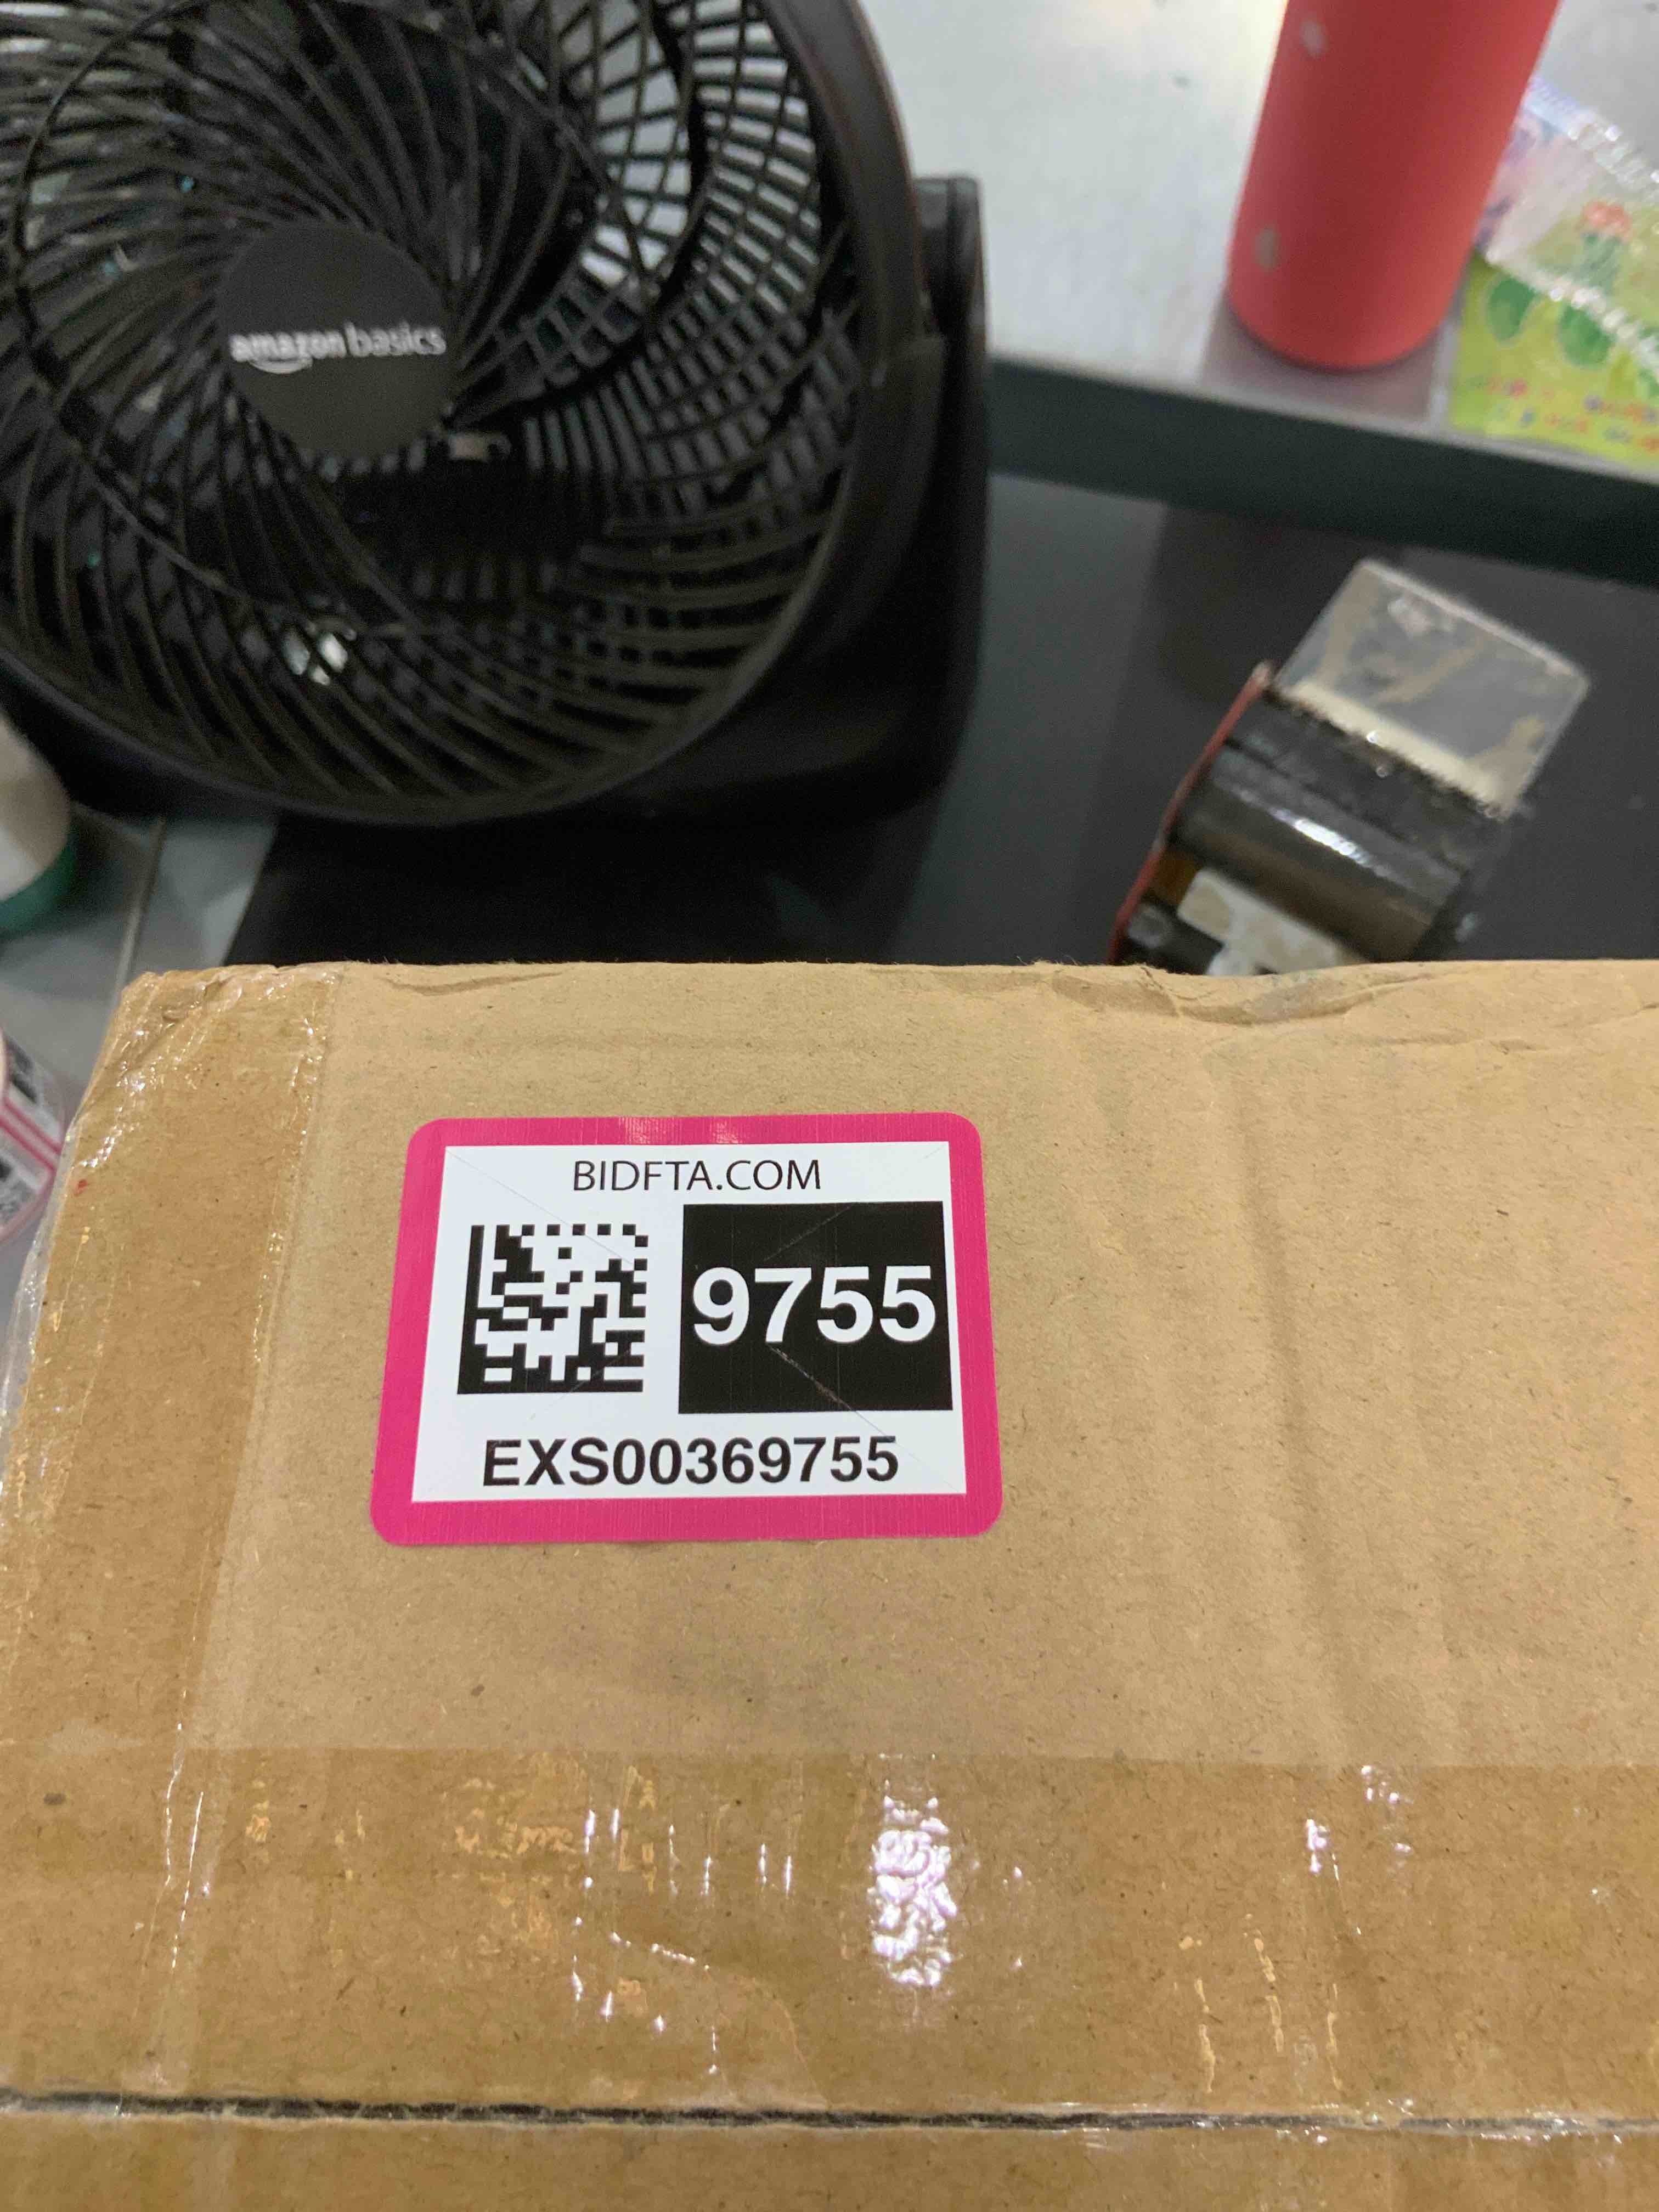 amazon basics
BIDFTA.COM
9755
EXS00369755